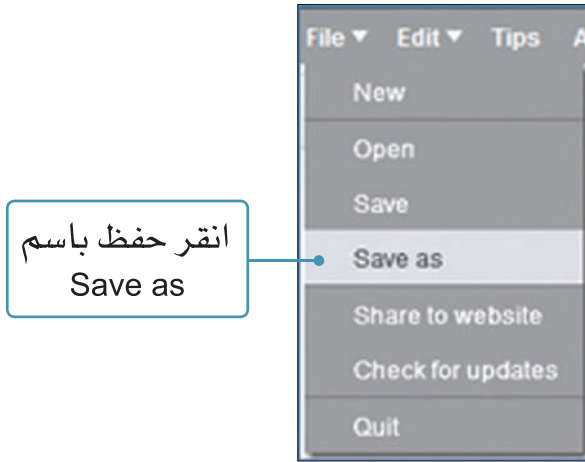 File ▼ Edit ▼ Tips
New
Open
Save
Save as
Share to website
Check for updates
Quit
انقر حفظ باسم
Save as